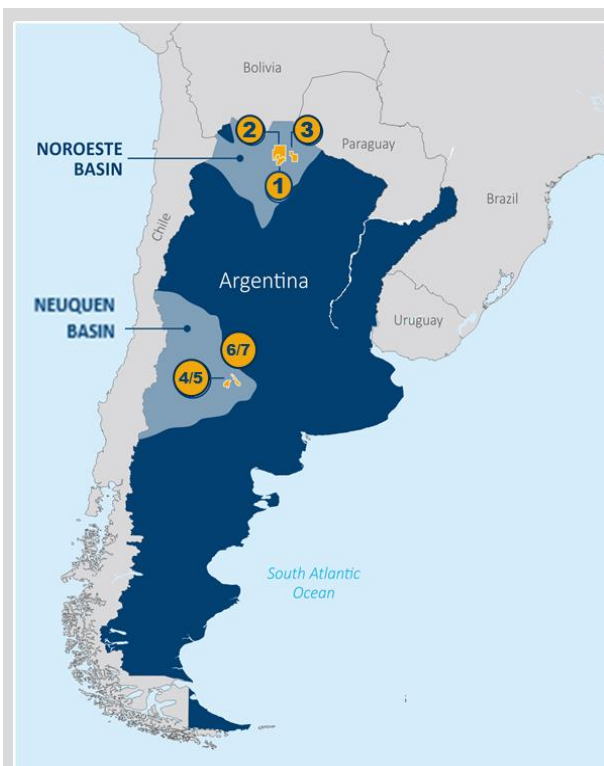 Bolivia
2
3
NOROESTE
BASIN
Paraguay
1
Brazil
Chile
Argentina
NEUQUEN
BASIN
Uruguay
6/7
4/5
South Atlantic
Ocean